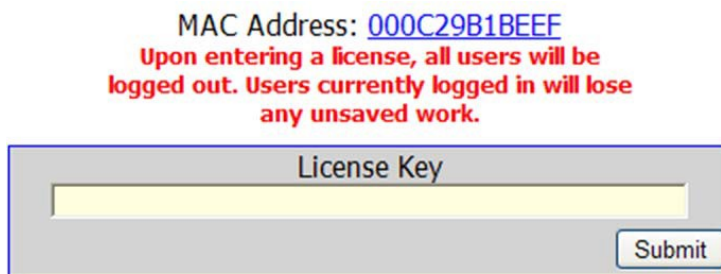 MAC Address: 000C29B1BEEF
Upon entering a license, all users will be
logged out. Users currently logged in will lose
any unsaved work.
License Key
Submit